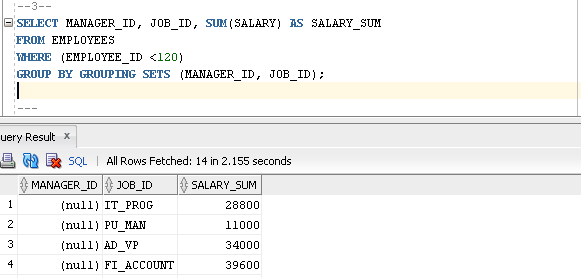 --3--
SELECT MANAGER_ID, JOB_ID, SUM(SALARY) AS SALARY_SUM
FROM EMPLOYEES
WHERE (EMPLOYEE_ID <120)
GROUP BY GROUPING SETS (MANAGER_ID, JOB_ID);
---
uery Result ×
SQL | All Rows Fetched: 14 in 2.155 seconds
MANAGER_ID JOB_ID SALARY_SUM
1 (null) IT_PROG 28800
2 (null) PU_MAN 11000
3 (null) AD_VP 34000
4 (null) FI_ACCOUNT 39600